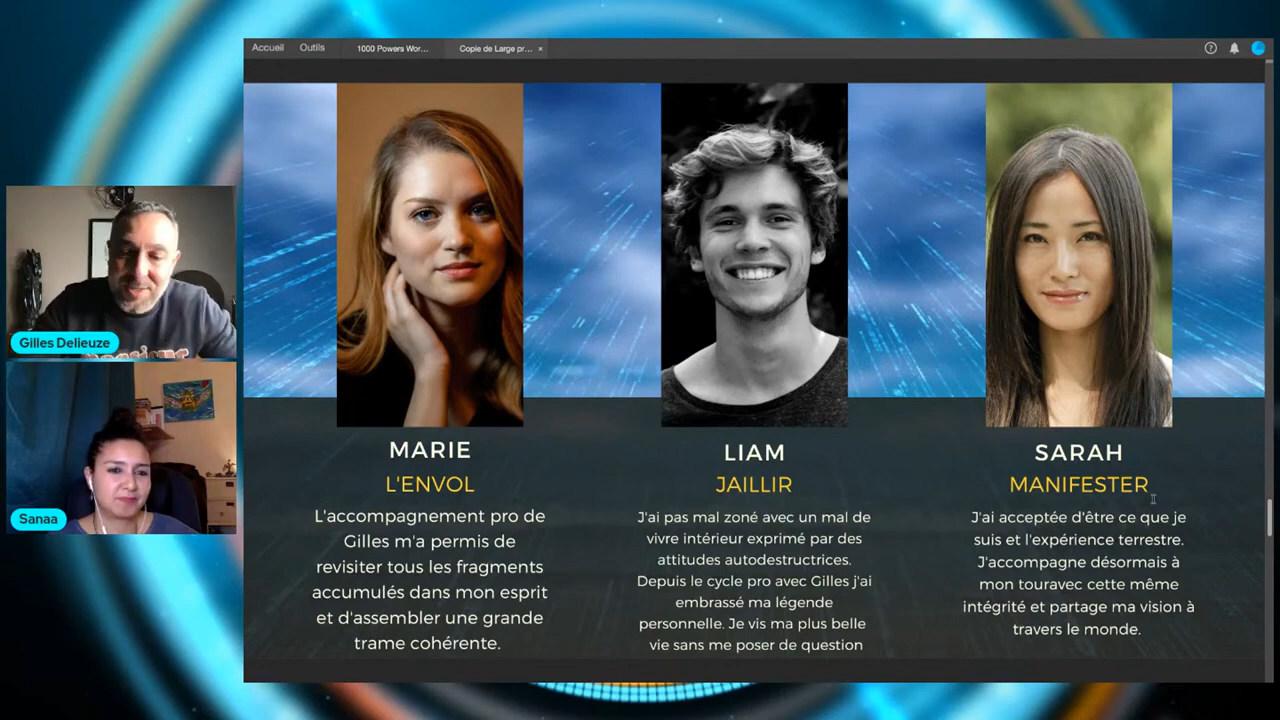 Accueil
Outils
1000 Powers Wor...
Copie de Large pr... ×
Gilles Delieuze
Sanaa
MARIE
L'ENVOL
L'accompagnement pro de
Gilles m'a permis de
revisiter tous les fragments
accumulés dans mon esprit
et d'assembler une grande
trame cohérente.
LIAM
JAILLIR
J'ai pas mal zoné avec un mal de
vivre intérieur exprimé par des
attitudes autodestructrices.
Depuis le cycle pro avec Gilles j'ai
embrassé ma légende
personnelle. Je vis ma plus belle
vie sans me poser de question
SARAH
MANIFESTER
J'ai acceptée d'être ce que je
suis et l'expérience terrestre.
J'accompagne désormais à
mon touravec cette même
intégrité et partage ma vision à
travers le monde.